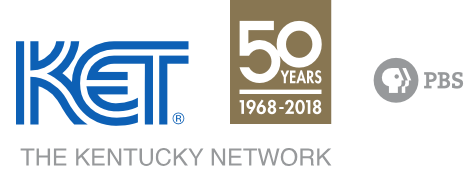 KET®
50
YEARS
1968-2018
PBS
THE KENTUCKY NETWORK